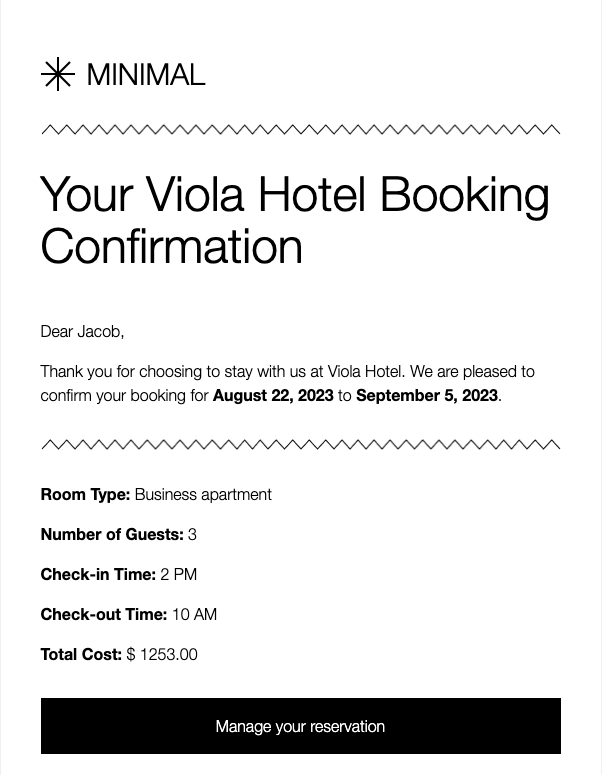 MINIMAL
Your Viola Hotel Booking
Confirmation
Dear Jacob,
Thank you for choosing to stay with us at Viola Hotel. We are pleased to
confirm your booking for August 22, 2023 to September 5, 2023.
Room Type: Business apartment
Number of Guests: 3
Check-in Time: 2 PM
Check-out Time: 10 AM
Total Cost: $ 1253.00
Manage your reservation